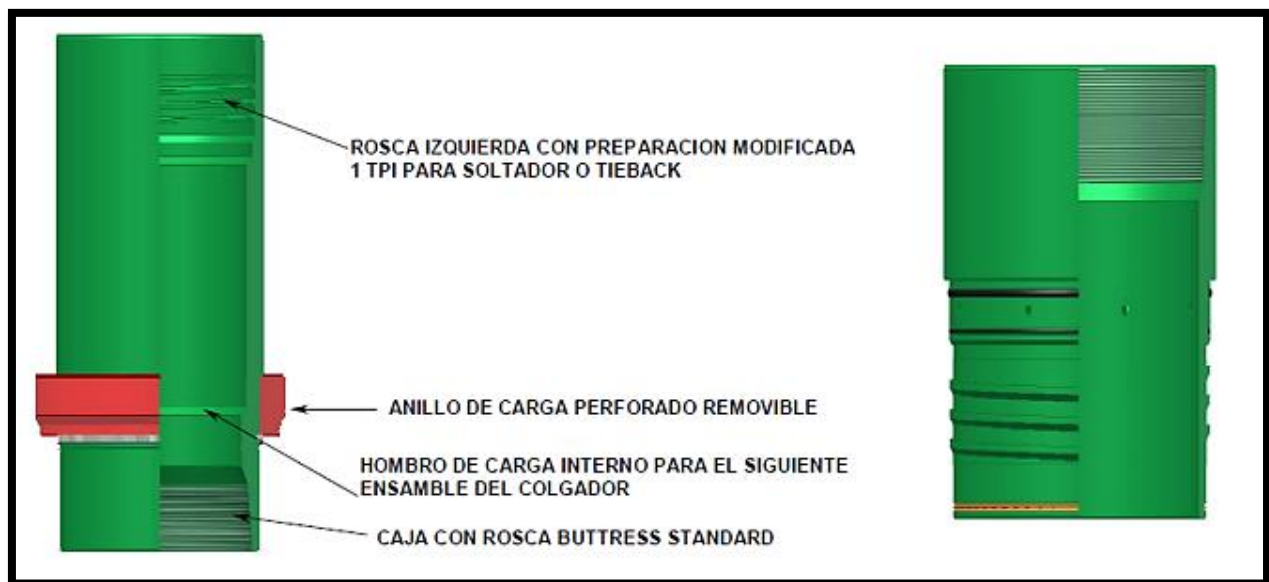 ROSCA IZQUIERDA CON PREPARACION MODIFICADA
1 TPI PARA SOLTADOR O TIEBACK
ANILLO DE CARGA PERFORADO REMOVIBLE
HOMBRO DE CARGA INTERNO PARA EL SIGUIENTE
ENSAMBLE DEL COLGADOR
CAJA CON ROSCA BUTTRESS STANDARD